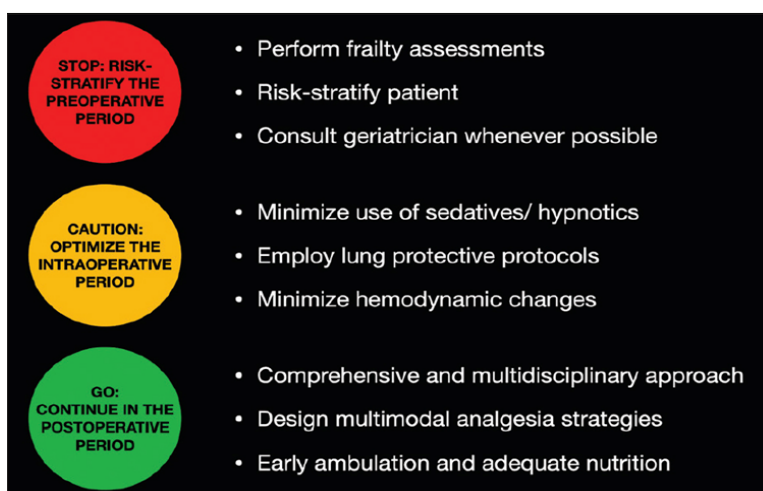 STOP: RISK-
STRATIFY THE
PREOPERATIVE
PERIOD
• Perform frailty assessments
• Risk-stratify patient
• Consult geriatrician whenever possible
CAUTION:
OPTIMIZE THE
INTRAOPERATIVE
PERIOD
• Minimize use of sedatives/ hypnotics
• Employ lung protective protocols
• Minimize hemodynamic changes
GO:
CONTINUE IN THE
POSTOPERATIVE
PERIOD
• Comprehensive and multidisciplinary approach
• Design multimodal analgesia strategies
• Early ambulation and adequate nutrition